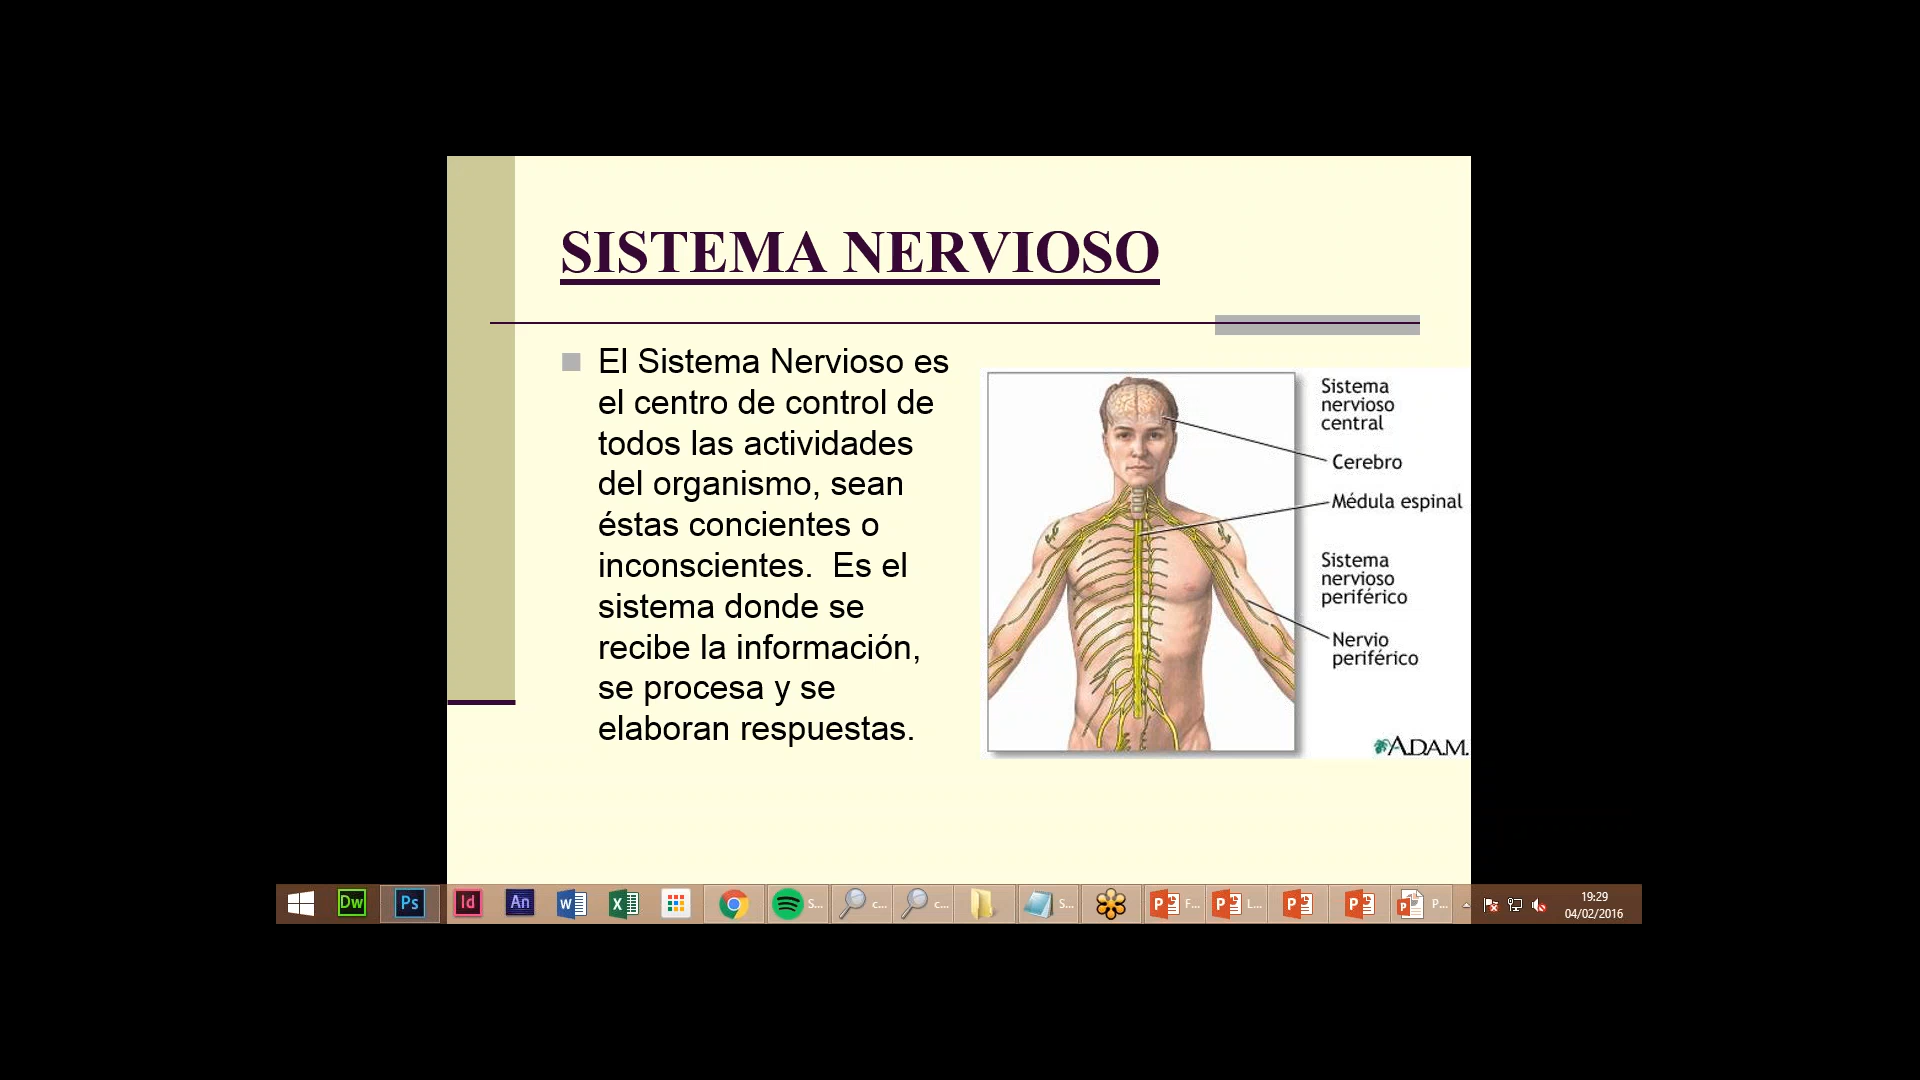 SISTEMA NERVIOSO
El Sistema Nervioso es
el centro de control de
todos las actividades
del organismo, sean
éstas concientes o
inconscientes.  Es el
sistema donde se
recibe la información,
se procesa y se
elaboran respuestas.
Sistema
nervioso
central
Cerebro
Médula espinal
Sistema
nervioso
periférico
Nervio
periférico
A.D.A.M.
Dw
Ps
Id
An
S...
c...
c...
S...
F...
L...
P...
19:29
04/02/2016